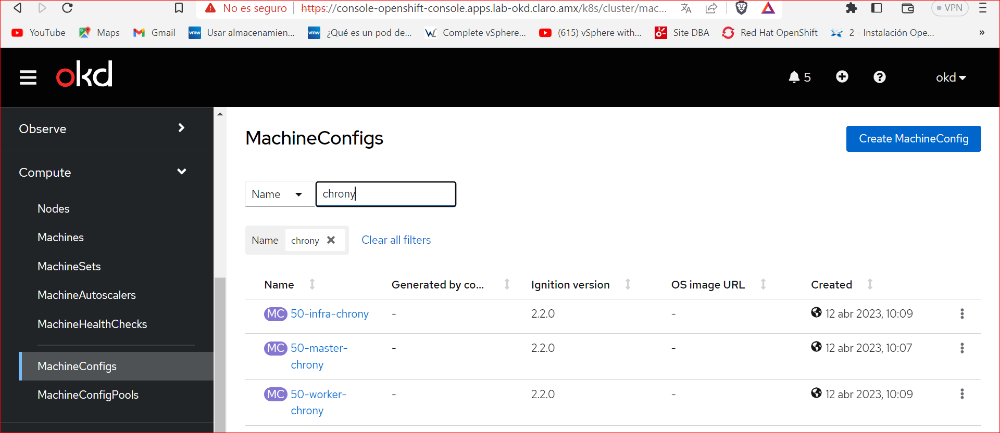 No es seguro https://console-openshift-console.apps.lab-okd.claro.amx/k8s/cluster/mac... VPN
YouTube Maps Gmail vmw Usar almacenamien... vmw ¿Qué es un pod de... Complete vSphere... (615) vSphere with... Site DBA Red Hat OpenShift 2 - Instalación Ope... »
okd 5 okd
Observe
Compute
Nodes
Machines
MachineSets
MachineAutoscalers
MachineHealthChecks
MachineConfigs
MachineConfigPools
MachineConfigs
Create MachineConfig
Name chrony
Name chrony Clear all filters
Name Generated by co... Ignition version OS image URL Created
MC 50-infra-chrony - 2.2.0 - 12 abr 2023, 10:09
MC 50-master- - 2.2.0 - 12 abr 2023, 10:07
chrony
MC 50-worker- - 2.2.0 - 12 abr 2023, 10:09
chrony